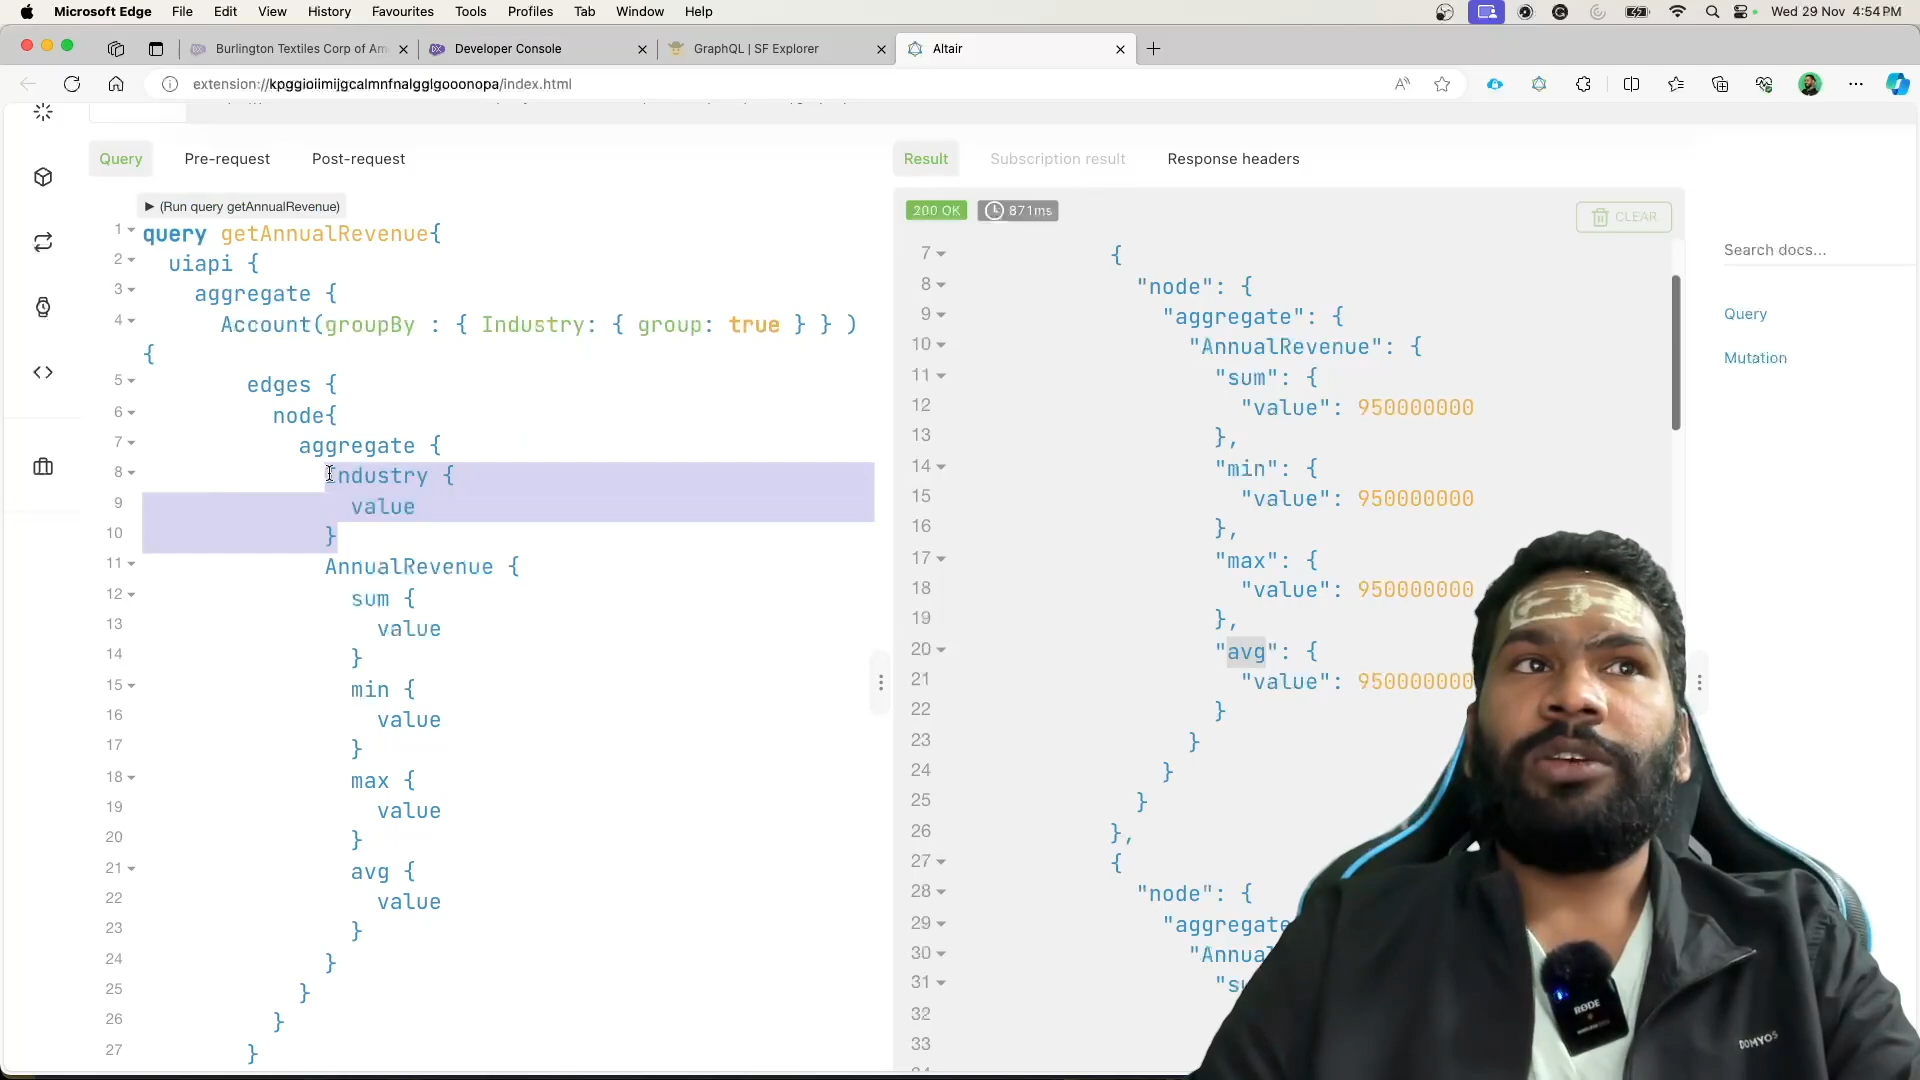 Microsoft Edge File Edit View History Favourites Tools Profiles Tab Window Help Wed 29 Nov 4:54 PM
Burlington Textiles Corp of Am Developer Console GraphQL | SF Explorer Altair
extension://kpggioiimijgcalmnfnalgglgooonopa/index.html
Query Pre-request Post-request Result Subscription result Response headers
(Run query getAnnualRevenue)
1 query getAnnualRevenue{
2 uiapi {
3 aggregate {
4 Account(groupBy : { Industry: { group: true } } )
{
5 edges {
6 node{
7 aggregate {
8 Industry {
9 value
10 }
11 AnnualRevenue {
12 sum {
13 value
14 }
15 min {
16 value
17 }
18 max {
19 value
20 }
21 avg {
22 value
23 }
24 }
25 }
26 }
27 }
200 OK 871ms CLEAR
7 {
8 "node": {
9 "aggregate": {
10 "AnnualRevenue": {
11 "sum": {
12 "value": 950000000
13 },
14 "min": {
15 "value": 950000000
16 },
17 "max": {
18 "value": 950000000
19 },
20 "avg": {
21 "value": 950000000
22 }
23 }
24 }
25 }
26 },
27 {
28 "node": {
29 "aggregate
30 "Annua
31 "su
32
33
Search docs...
Query
Mutation
RØDE
DOMYOS